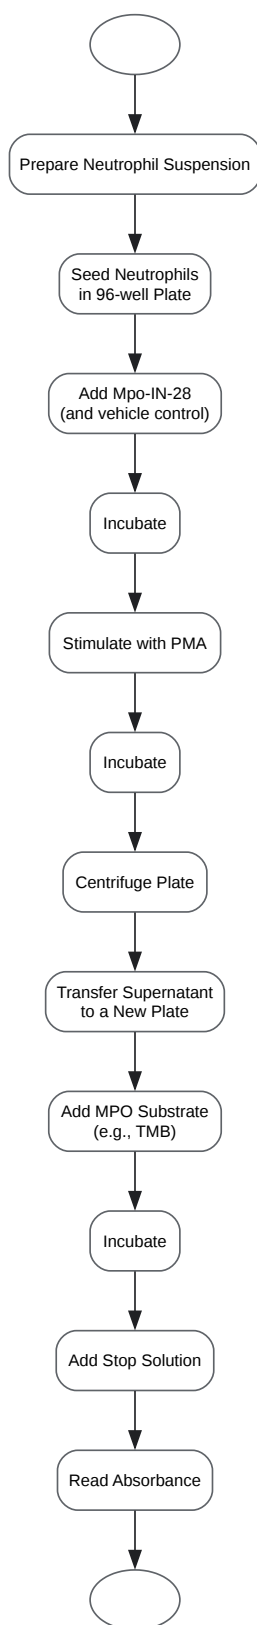 Prepare Neutrophil Suspension
Seed Neutrophils
in 96-well Plate
Add Mpo-IN-28
(and vehicle control)
Incubate
Stimulate with PMA
Incubate
Centrifuge Plate
Transfer Supernatant
to a New Plate
Add MPO Substrate
(e.g., TMB)
Incubate
Add Stop Solution
Read Absorbance